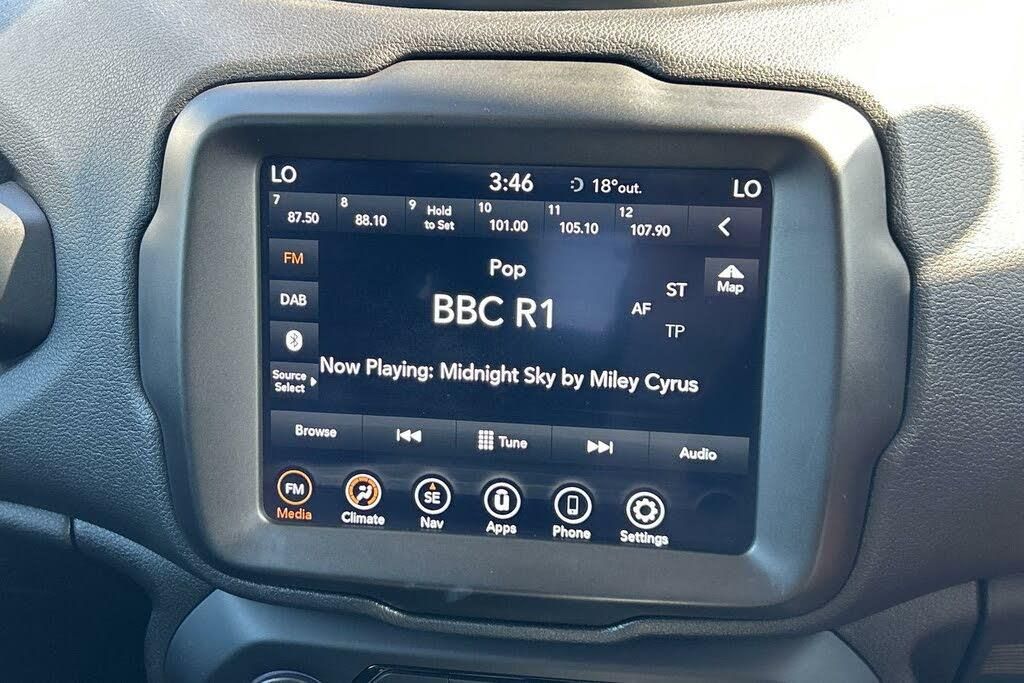 LO 3:46 18°out. LO
7 87.50 8 88.10 9 Hold to Set 10 101.00 11 105.10 12 107.90
FM
Pop
Map
ST
DAB
BBC R1
AF
TP
Source Select
Now Playing: Midnight Sky by Miley Cyrus
Browse Tune Audio
FM SE
Media Climate Nav Apps Phone Settings